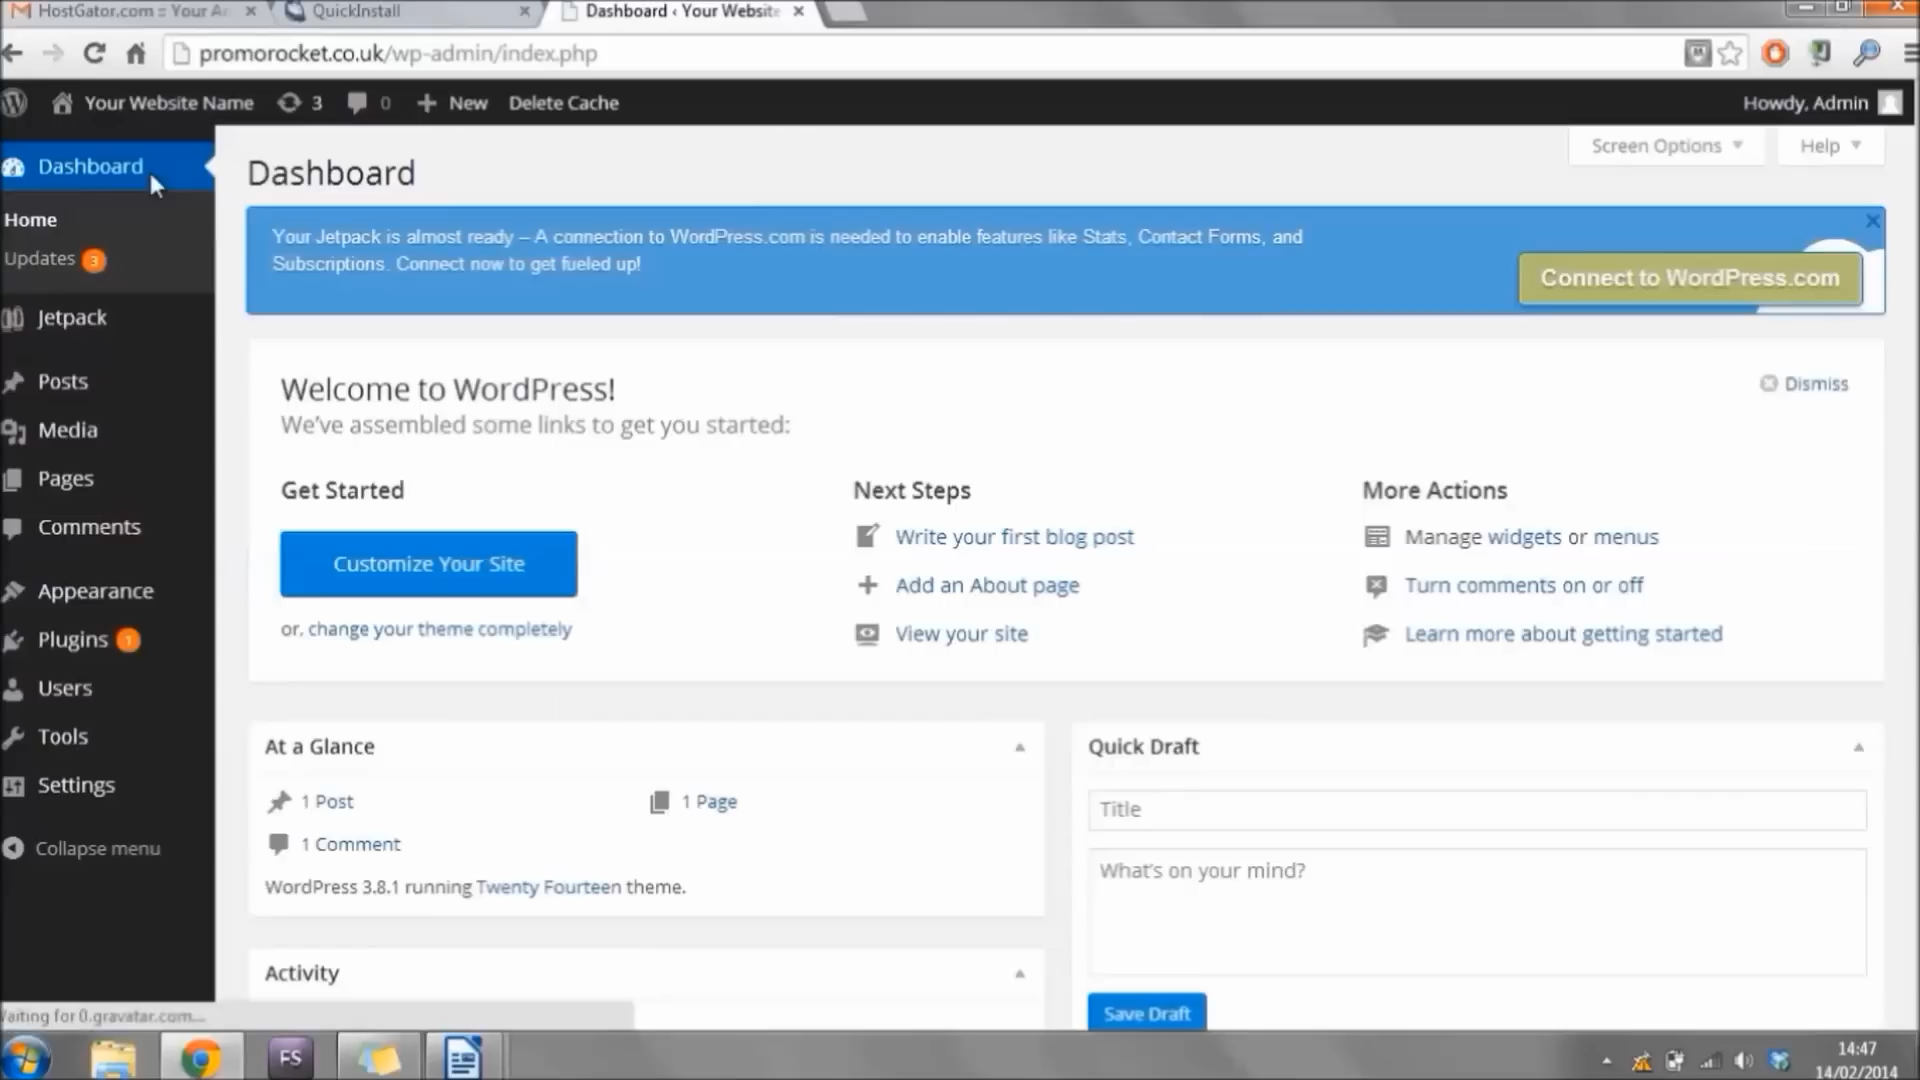 HostGator.com :: Your A
QuickInstall
Dashboard ‹ Your Website
promorocket.co.uk/wp-admin/index.php
Your Website Name
3
0
New
Delete Cache
Howdy, Admin
Dashboard
Home
Updates 3
Jetpack
Posts
Media
Pages
Comments
Appearance
Plugins 1
Users
Tools
Settings
Collapse menu
Dashboard
Screen Options
Help
Your Jetpack is almost ready – A connection to WordPress.com is needed to enable features like Stats, Contact Forms, and
Subscriptions. Connect now to get fueled up!
Connect to WordPress.com
Welcome to WordPress!
Dismiss
We've assembled some links to get you started:
Get Started
Customize Your Site
or, change your theme completely
Next Steps
Write your first blog post
Add an About page
View your site
More Actions
Manage widgets or menus
Turn comments on or off
Learn more about getting started
At a Glance
1 Post
1 Page
1 Comment
WordPress 3.8.1 running Twenty Fourteen theme.
Activity
Quick Draft
Title
What's on your mind?
Save Draft
Waiting for 0.gravatar.com...
FS
14:47
14/02/2014